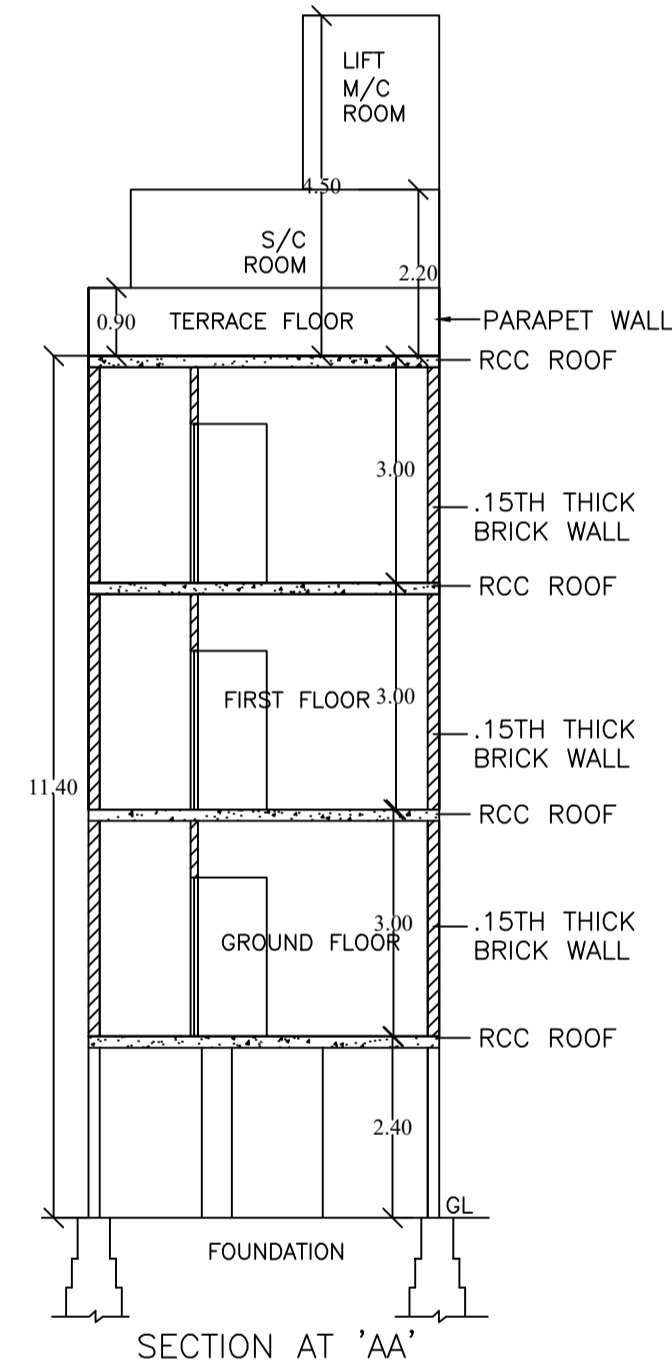 LIFT
M/C
ROOM
4.50
S/C
ROOM
2.20
0.90
TERRACE FLOOR
PARAPET WALL
RCC ROOF
3.00
.15TH THICK
BRICK WALL
RCC ROOF
FIRST FLOOR
3.00
.15TH THICK
BRICK WALL
11.40
RCC ROOF
3.00
.15TH THICK
BRICK WALL
GROUND FLOOR
RCC ROOF
2.40
GL
FOUNDATION
SECTION AT 'AA'